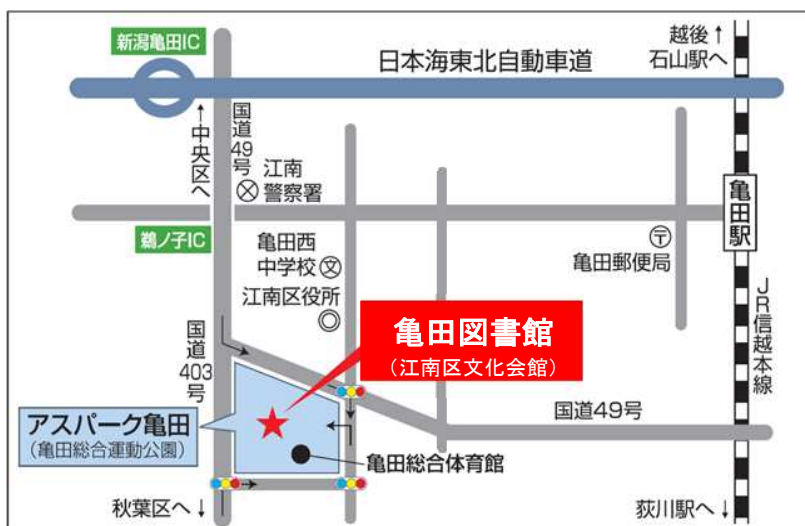 新潟亀田IC
越後↑
石山駅へ
日本海東北自動車道
↑中央区へ
国道49号
江南
警察署
鵜ノ子IC
亀田駅
亀田西
中学校
文
〒
亀田郵便局
江南区役所
JR信越本線
亀田図書館
（江南区文化会館）
国道403号
アスパーク亀田
（亀田総合運動公園）
国道49号
亀田総合体育館
秋葉区へ↓
荻川駅へ↓